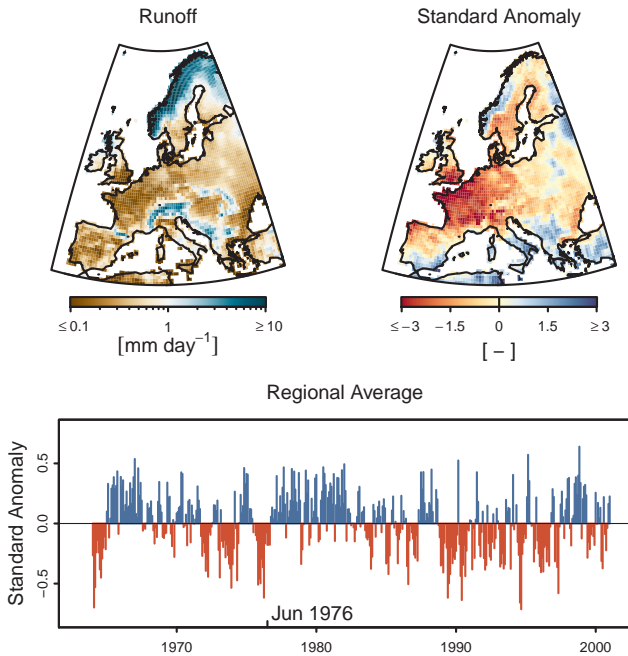 Runoff
Standard Anomaly
≤0.1 1 ≥10
[mm day⁻¹]
≤−3 −1.5 0 1.5 ≥3
[ − ]
Regional Average
Standard Anomaly
0.5
0.0
−0.5
Jun 1976
1970 1980 1990 2000